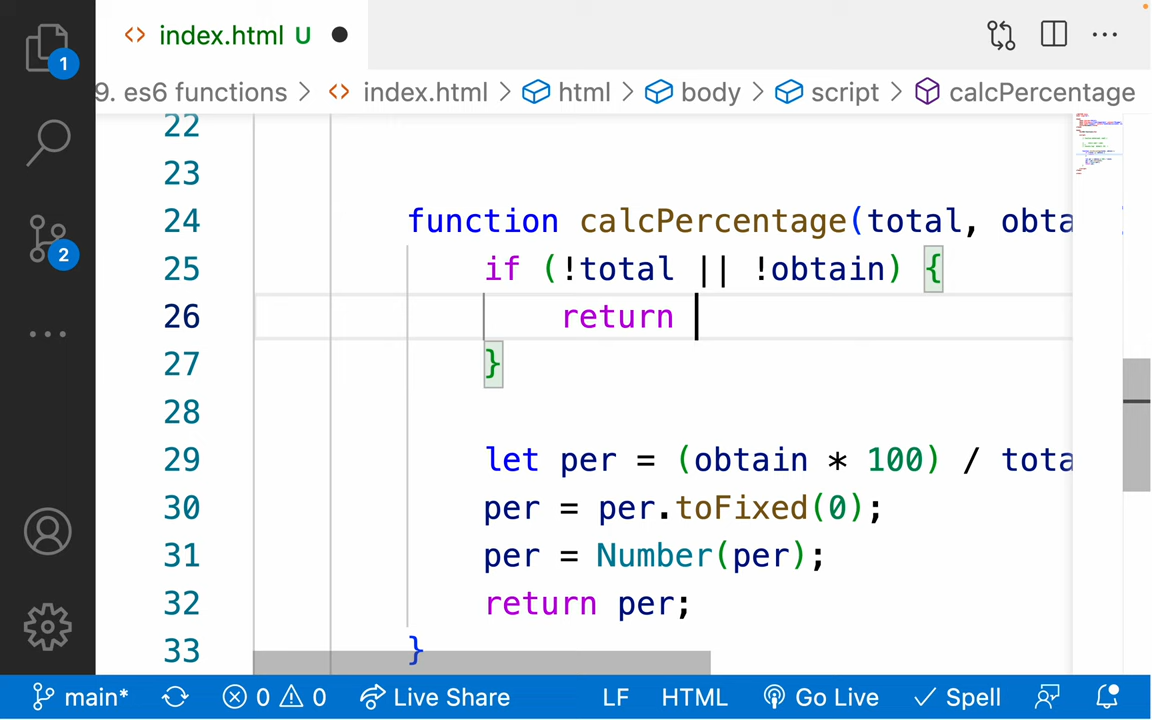 index.html U
1
9. es6 functions > index.html > html > body > script > calcPercentage
22
23
24 function calcPercentage(total, obta
25 if (!total || !obtain) {
26 return
27 }
28
29 let per = (obtain * 100) / tota
30 per = per.toFixed(0);
31 per = Number(per);
32 return per;
33 }
2
main* 0 0 Live Share LF HTML Go Live Spell